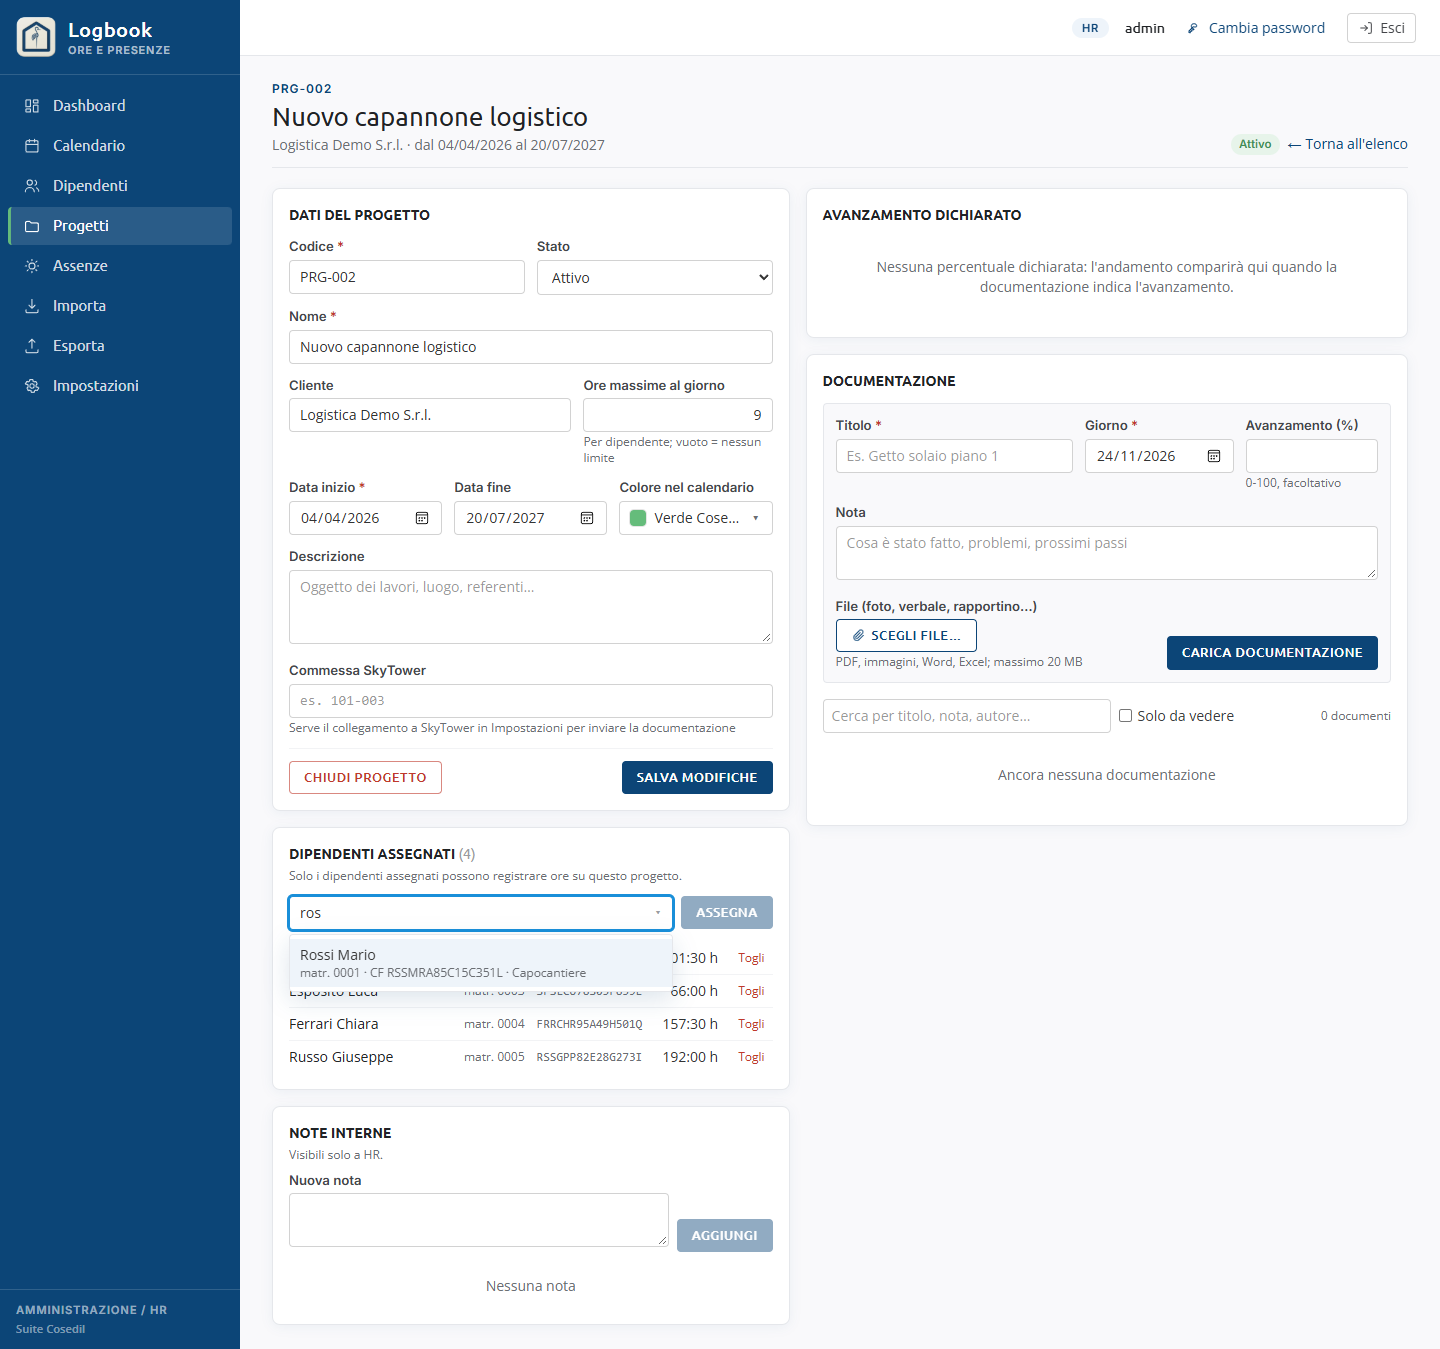 Logbook
ORE E PRESENZE
Dashboard
Calendario
Dipendenti
Progetti
Assenze
Importa
Esporta
Impostazioni
AMMINISTRAZIONE / HR
Suite Cosedil
HR admin Cambia password Esci
PRG-002
Nuovo capannone logistico
Logistica Demo S.r.l. · dal 04/04/2026 al 20/07/2027
Attivo ← Torna all'elenco
DATI DEL PROGETTO
Codice * Stato
PRG-002 Attivo
Nome *
Nuovo capannone logistico
Cliente Ore massime al giorno
Logistica Demo S.r.l. 9
Per dipendente; vuoto = nessun
limite
Data inizio * Data fine Colore nel calendario
04/04/2026 20/07/2027 Verde Cose...
Descrizione
Oggetto dei lavori, luogo, referenti...
Commessa SkyTower
es. 101-003
Serve il collegamento a SkyTower in Impostazioni per inviare la documentazione
CHIUDI PROGETTO SALVA MODIFICHE
DIPENDENTI ASSEGNATI (4)
Solo i dipendenti assegnati possono registrare ore su questo progetto.
ros ASSEGNA
Rossi Mario
matr. 0001 · CF RSSMRA85C15C351L · Capocantiere
01:30 h Togli
Esposito Luca 66:00 h Togli
Ferrari Chiara matr. 0004 FRRCHR95A49H501Q 157:30 h Togli
Russo Giuseppe matr. 0005 RSSGPP82E28G273I 192:00 h Togli
NOTE INTERNE
Visibili solo a HR.
Nuova nota
AGGIUNGI
Nessuna nota
AVANZAMENTO DICHIARATO
Nessuna percentuale dichiarata: l'andamento comparirà qui quando la
documentazione indica l'avanzamento.
DOCUMENTAZIONE
Titolo * Giorno * Avanzamento (%)
Es. Getto solaio piano 1 24/11/2026
0-100, facoltativo
Nota
Cosa è stato fatto, problemi, prossimi passi
File (foto, verbale, rapportino...)
SCEGLI FILE...
PDF, immagini, Word, Excel; massimo 20 MB
CARICA DOCUMENTAZIONE
Cerca per titolo, nota, autore... Solo da vedere 0 documenti
Ancora nessuna documentazione